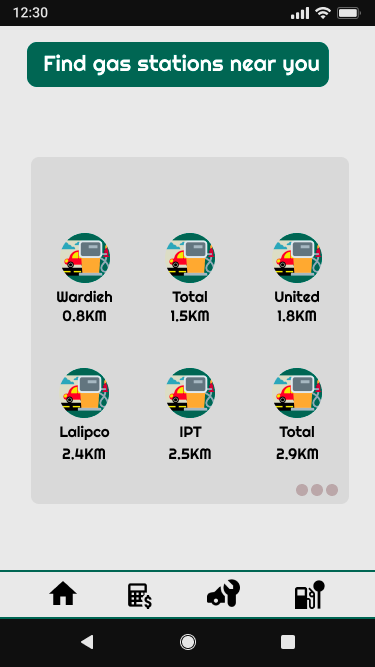 12:30
Find gas stations near you
Wardieh Total United
0.8KM 1.5KM 1.8KM
Lalipco IPT Total
2.4KM 2.5KM 2.9KM
$